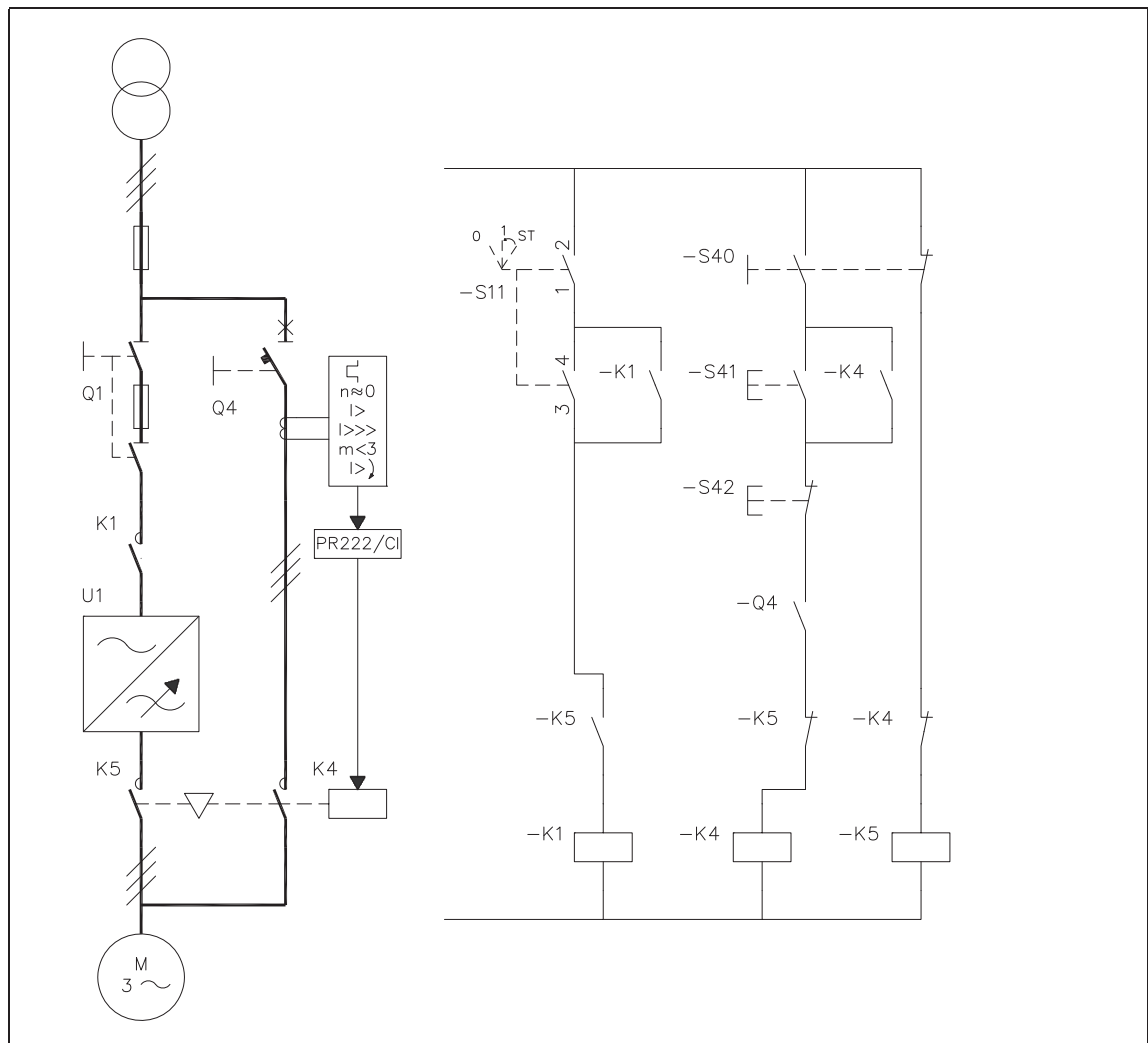 0 1 ST
2
-S11
1
4
-K1
3
-S40
-S41
-K4
-S42
Q1
Q4
n≈0
I>
I>>>
m<3
I>
PR222/CI
K1
U1
K5
K4
-Q4
-K5
-K5
-K4
-K1
-K4
-K5
M
3 ~